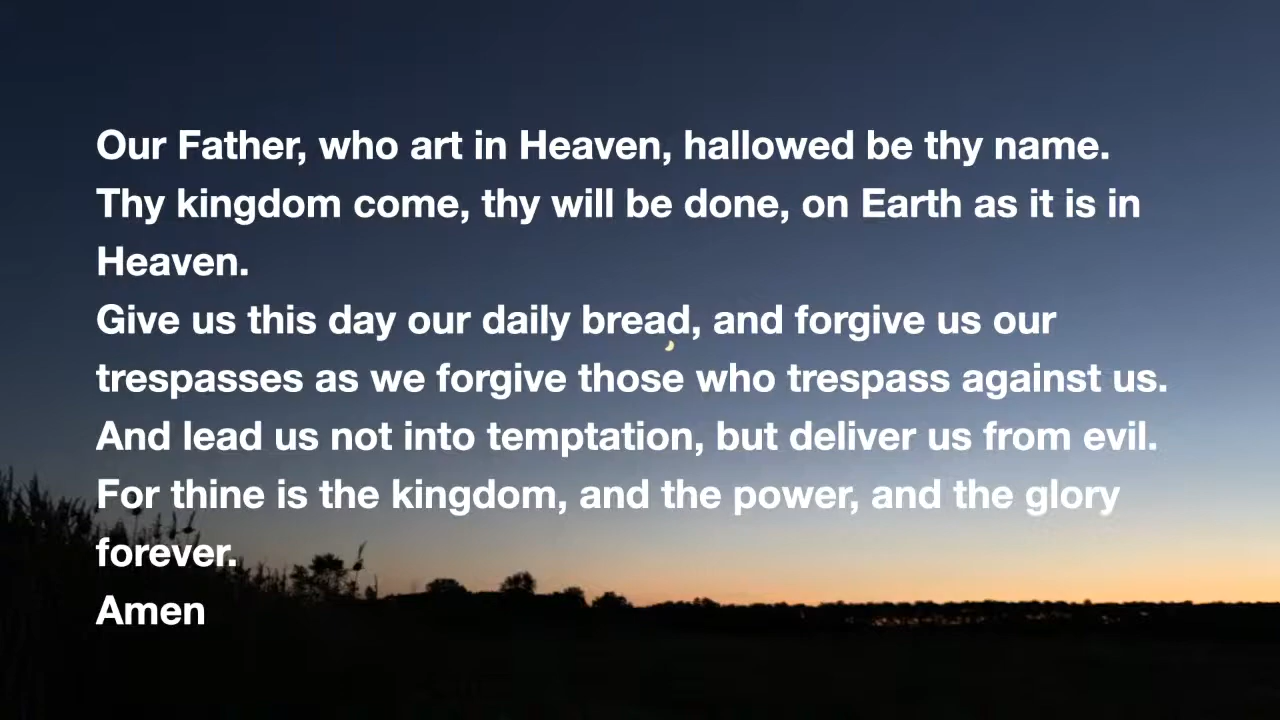 Our Father, who art in Heaven, hallowed be thy name.
Thy kingdom come, thy will be done, on Earth as it is in
Heaven.
Give us this day our daily bread, and forgive us our
trespasses as we forgive those who trespass against us.
And lead us not into temptation, but deliver us from evil.
For thine is the kingdom, and the power, and the glory
forever.
Amen